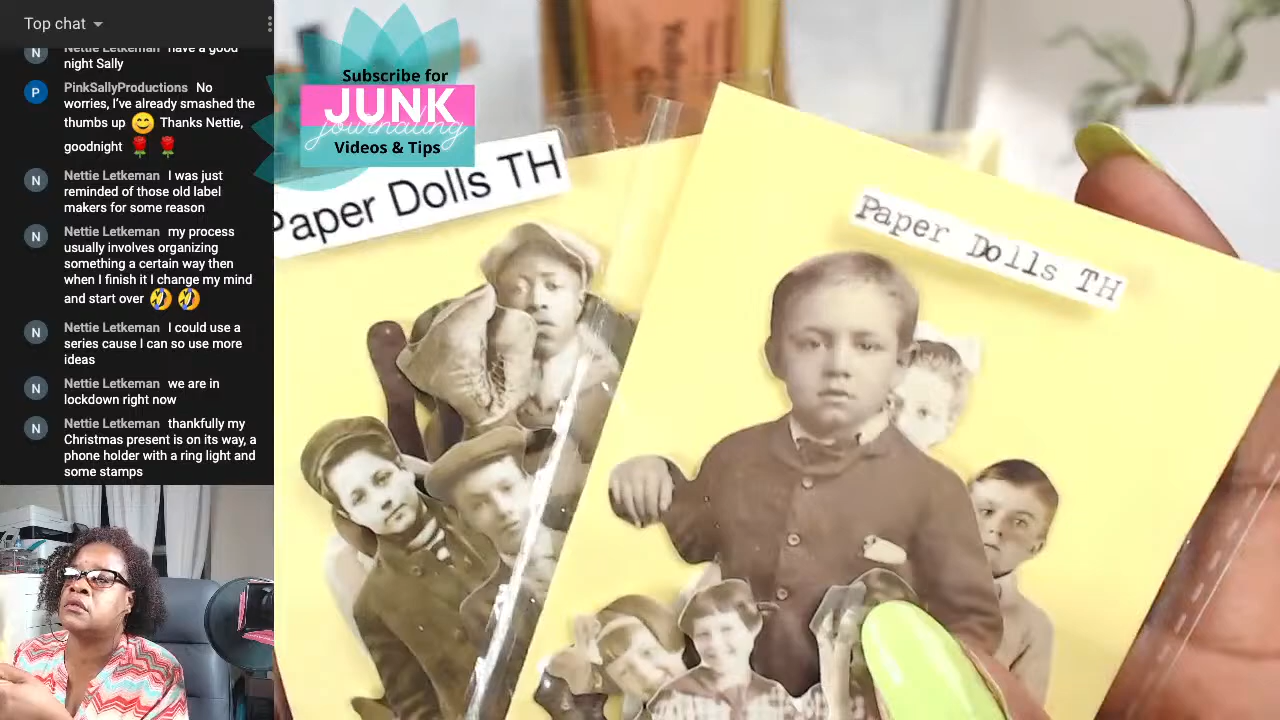 Top chat
Nettie Letkeman have a good
night Sally
PinkSallyProductions No
worries, I've already smashed the
thumbs up 😊 Thanks Nettie,
goodnight 🌹 🌹
Nettie Letkeman I was just
reminded of those old label
makers for some reason
Nettie Letkeman my process
usually involves organizing
something a certain way then
when I finish it I change my mind
and start over 🤣 🤣
Nettie Letkeman I could use a
series cause I can so use more
ideas
Nettie Letkeman we are in
lockdown right now
Nettie Letkeman thankfully my
Christmas present is on its way, a
phone holder with a ring light and
some stamps
N
P
N
N
N
N
N
Subscribe for
JUNK
journaling
Videos & Tips
Paper Dolls TH
Paper Dolls TH